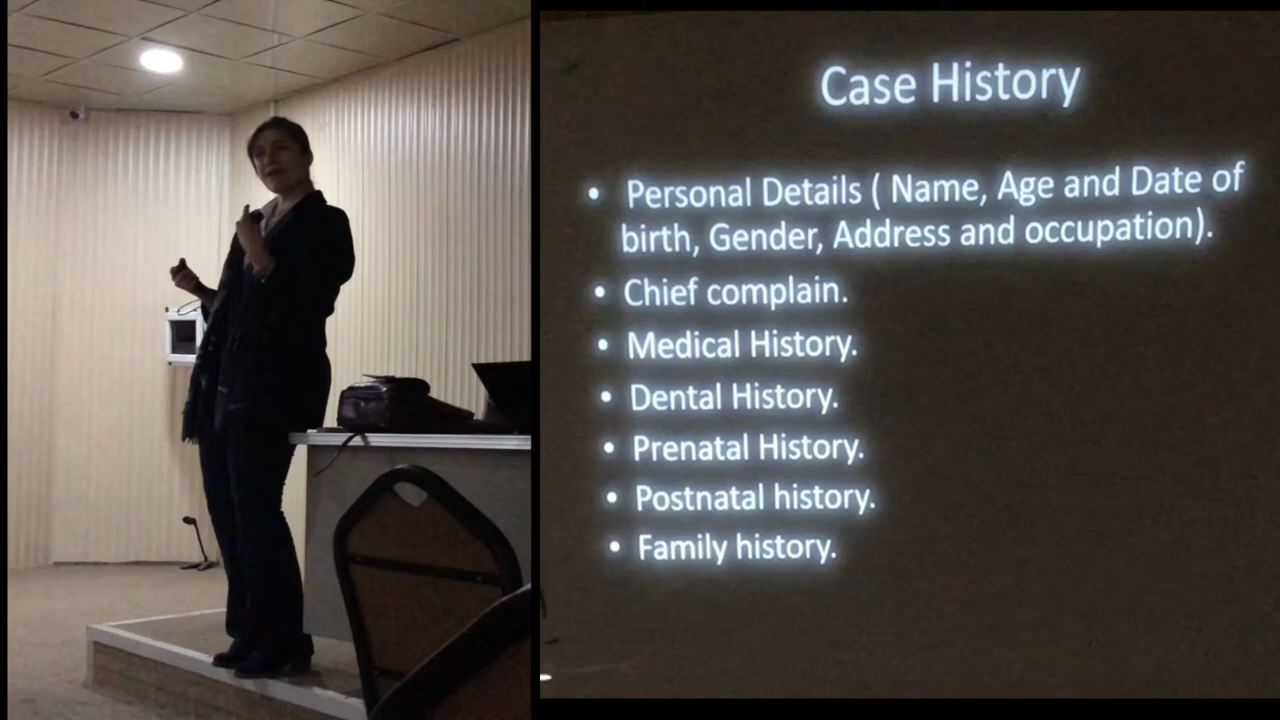 Case History
• Personal Details ( Name, Age and Date of
birth, Gender, Address and occupation).
• Chief complain.
• Medical History.
• Dental History.
• Prenatal History.
• Postnatal history.
• Family history.